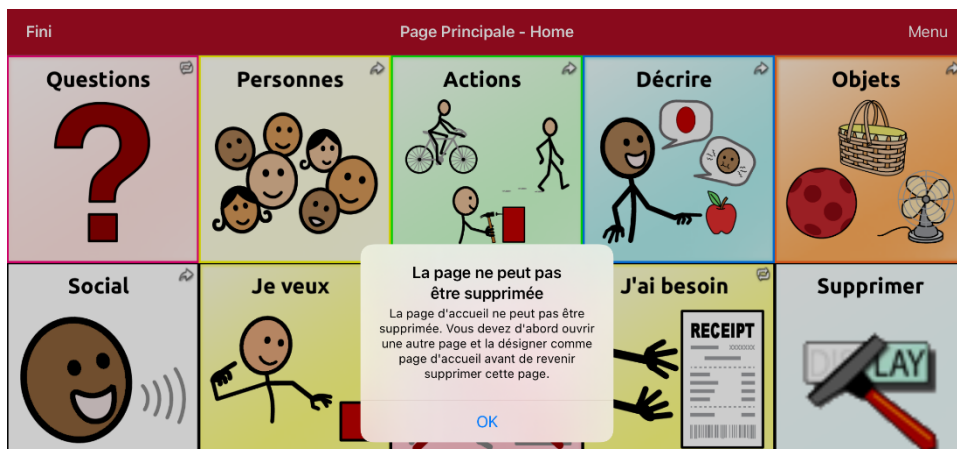 Fini
Page Principale - Home
Menu
Questions
Personnes
Actions
Décrire
Objets
Social
Je veux
J'ai besoin
Supprimer
La page ne peut pas
être supprimée
La page d'accueil ne peut pas être
supprimée. Vous devez d'abord ouvrir
une autre page et la désigner comme
page d'accueil avant de revenir
supprimer cette page.
OK
RECEIPT
XXXXXXX
LAY